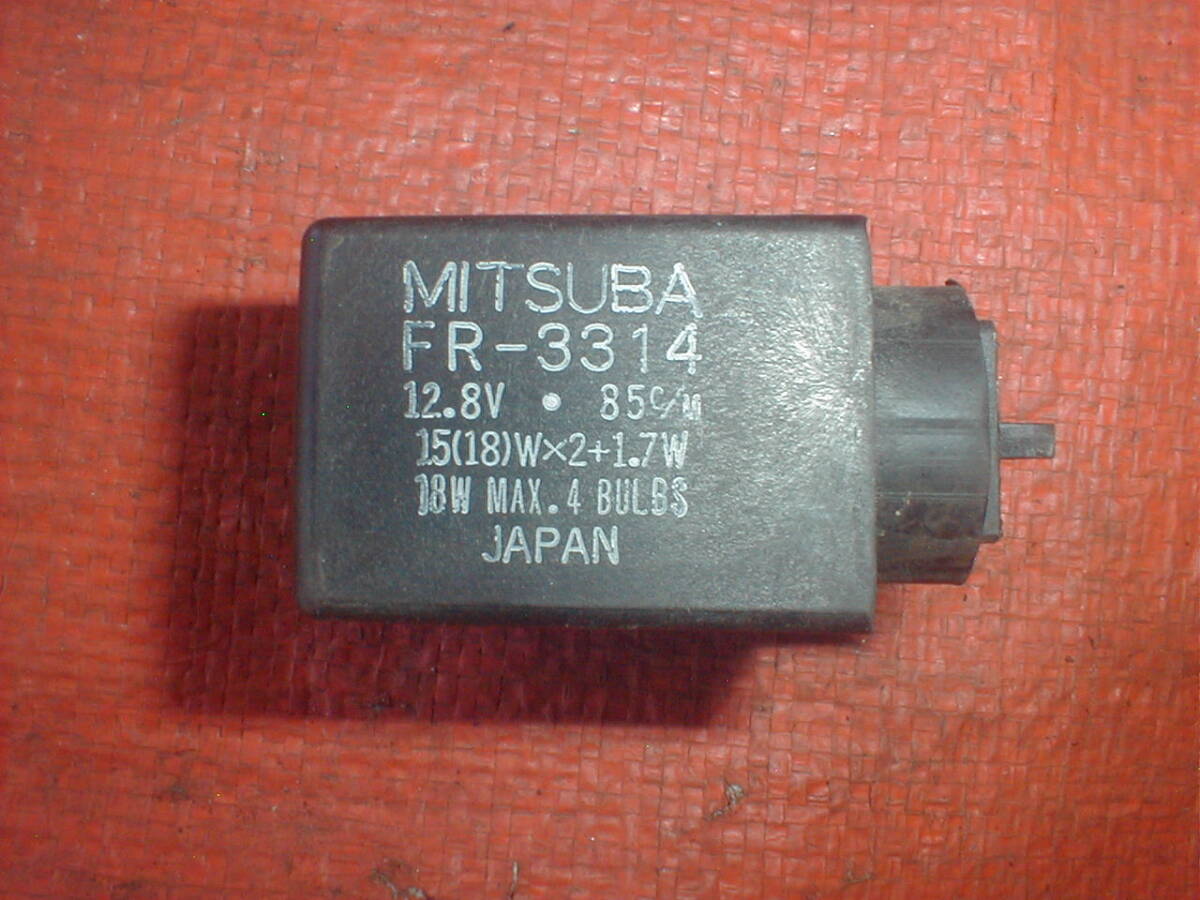 MITSUBA
FR-3314
12.8V • 85c/m
15(18)W×2+1.7W
18W MAX.4 BULBS
JAPAN